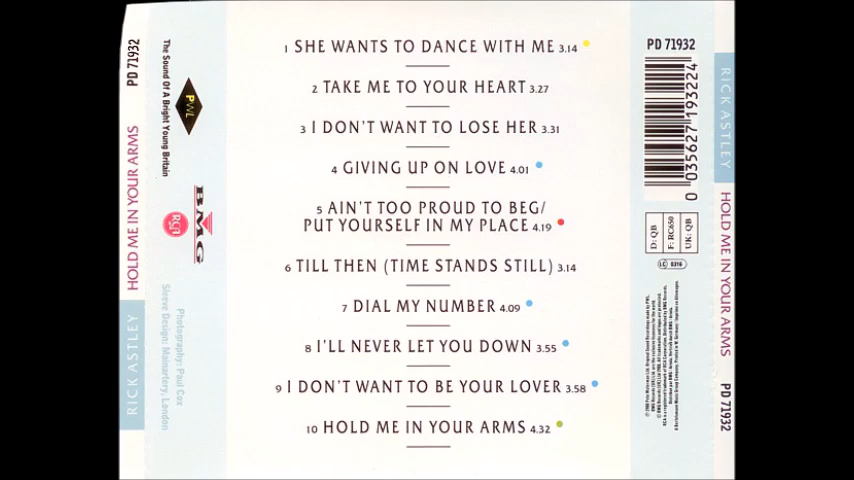 PD 71932
HOLD ME IN YOUR ARMS
RICK ASTLEY
The Sound Of A Bright Young Britain
PWL
BMG
RCA
Photography: Paul Cox
Sleeve Design: Mainartery, London
1 SHE WANTS TO DANCE WITH ME 3.14
2 TAKE ME TO YOUR HEART 3.27
3 I DON'T WANT TO LOSE HER 3.31
4 GIVING UP ON LOVE 4.01
5 AIN'T TOO PROUD TO BEG/
PUT YOURSELF IN MY PLACE 4.19
6 TILL THEN (TIME STANDS STILL) 3.14
7 DIAL MY NUMBER 4.09
8 I'LL NEVER LET YOU DOWN 3.55
9 I DON'T WANT TO BE YOUR LOVER 3.58
10 HOLD ME IN YOUR ARMS 4.32
PD 71932
0 035627 193224
D: QB
F: RC650
UK: QB
LC 0316
RICK ASTLEY
HOLD ME IN YOUR ARMS
PD 71932